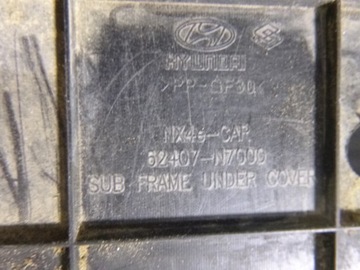 HYUNDAI
>PP-GF30<
NX4e-CAR
62407-N7000
SUB FRAME UNDER COVER